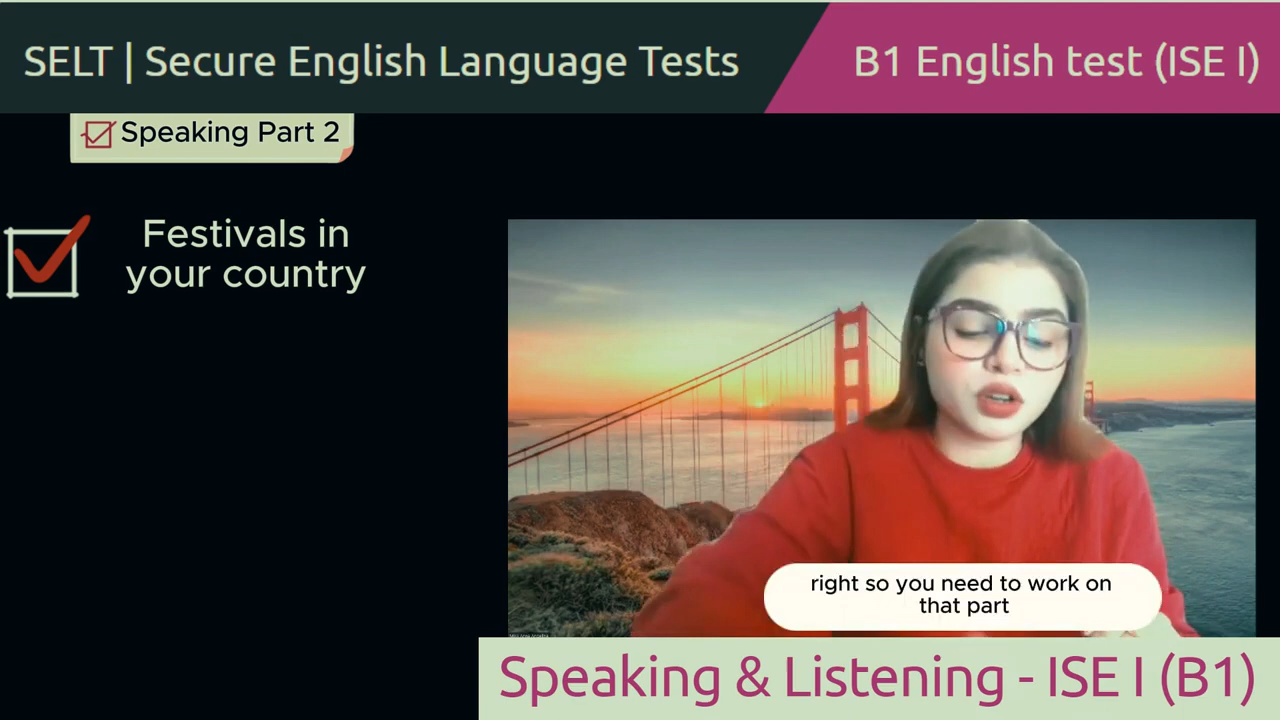 SELT | Secure English Language Tests
B1 English test (ISE I)
Speaking Part 2
Festivals in
your country
right so you need to work on
that part
Speaking & Listening - ISE I (B1)